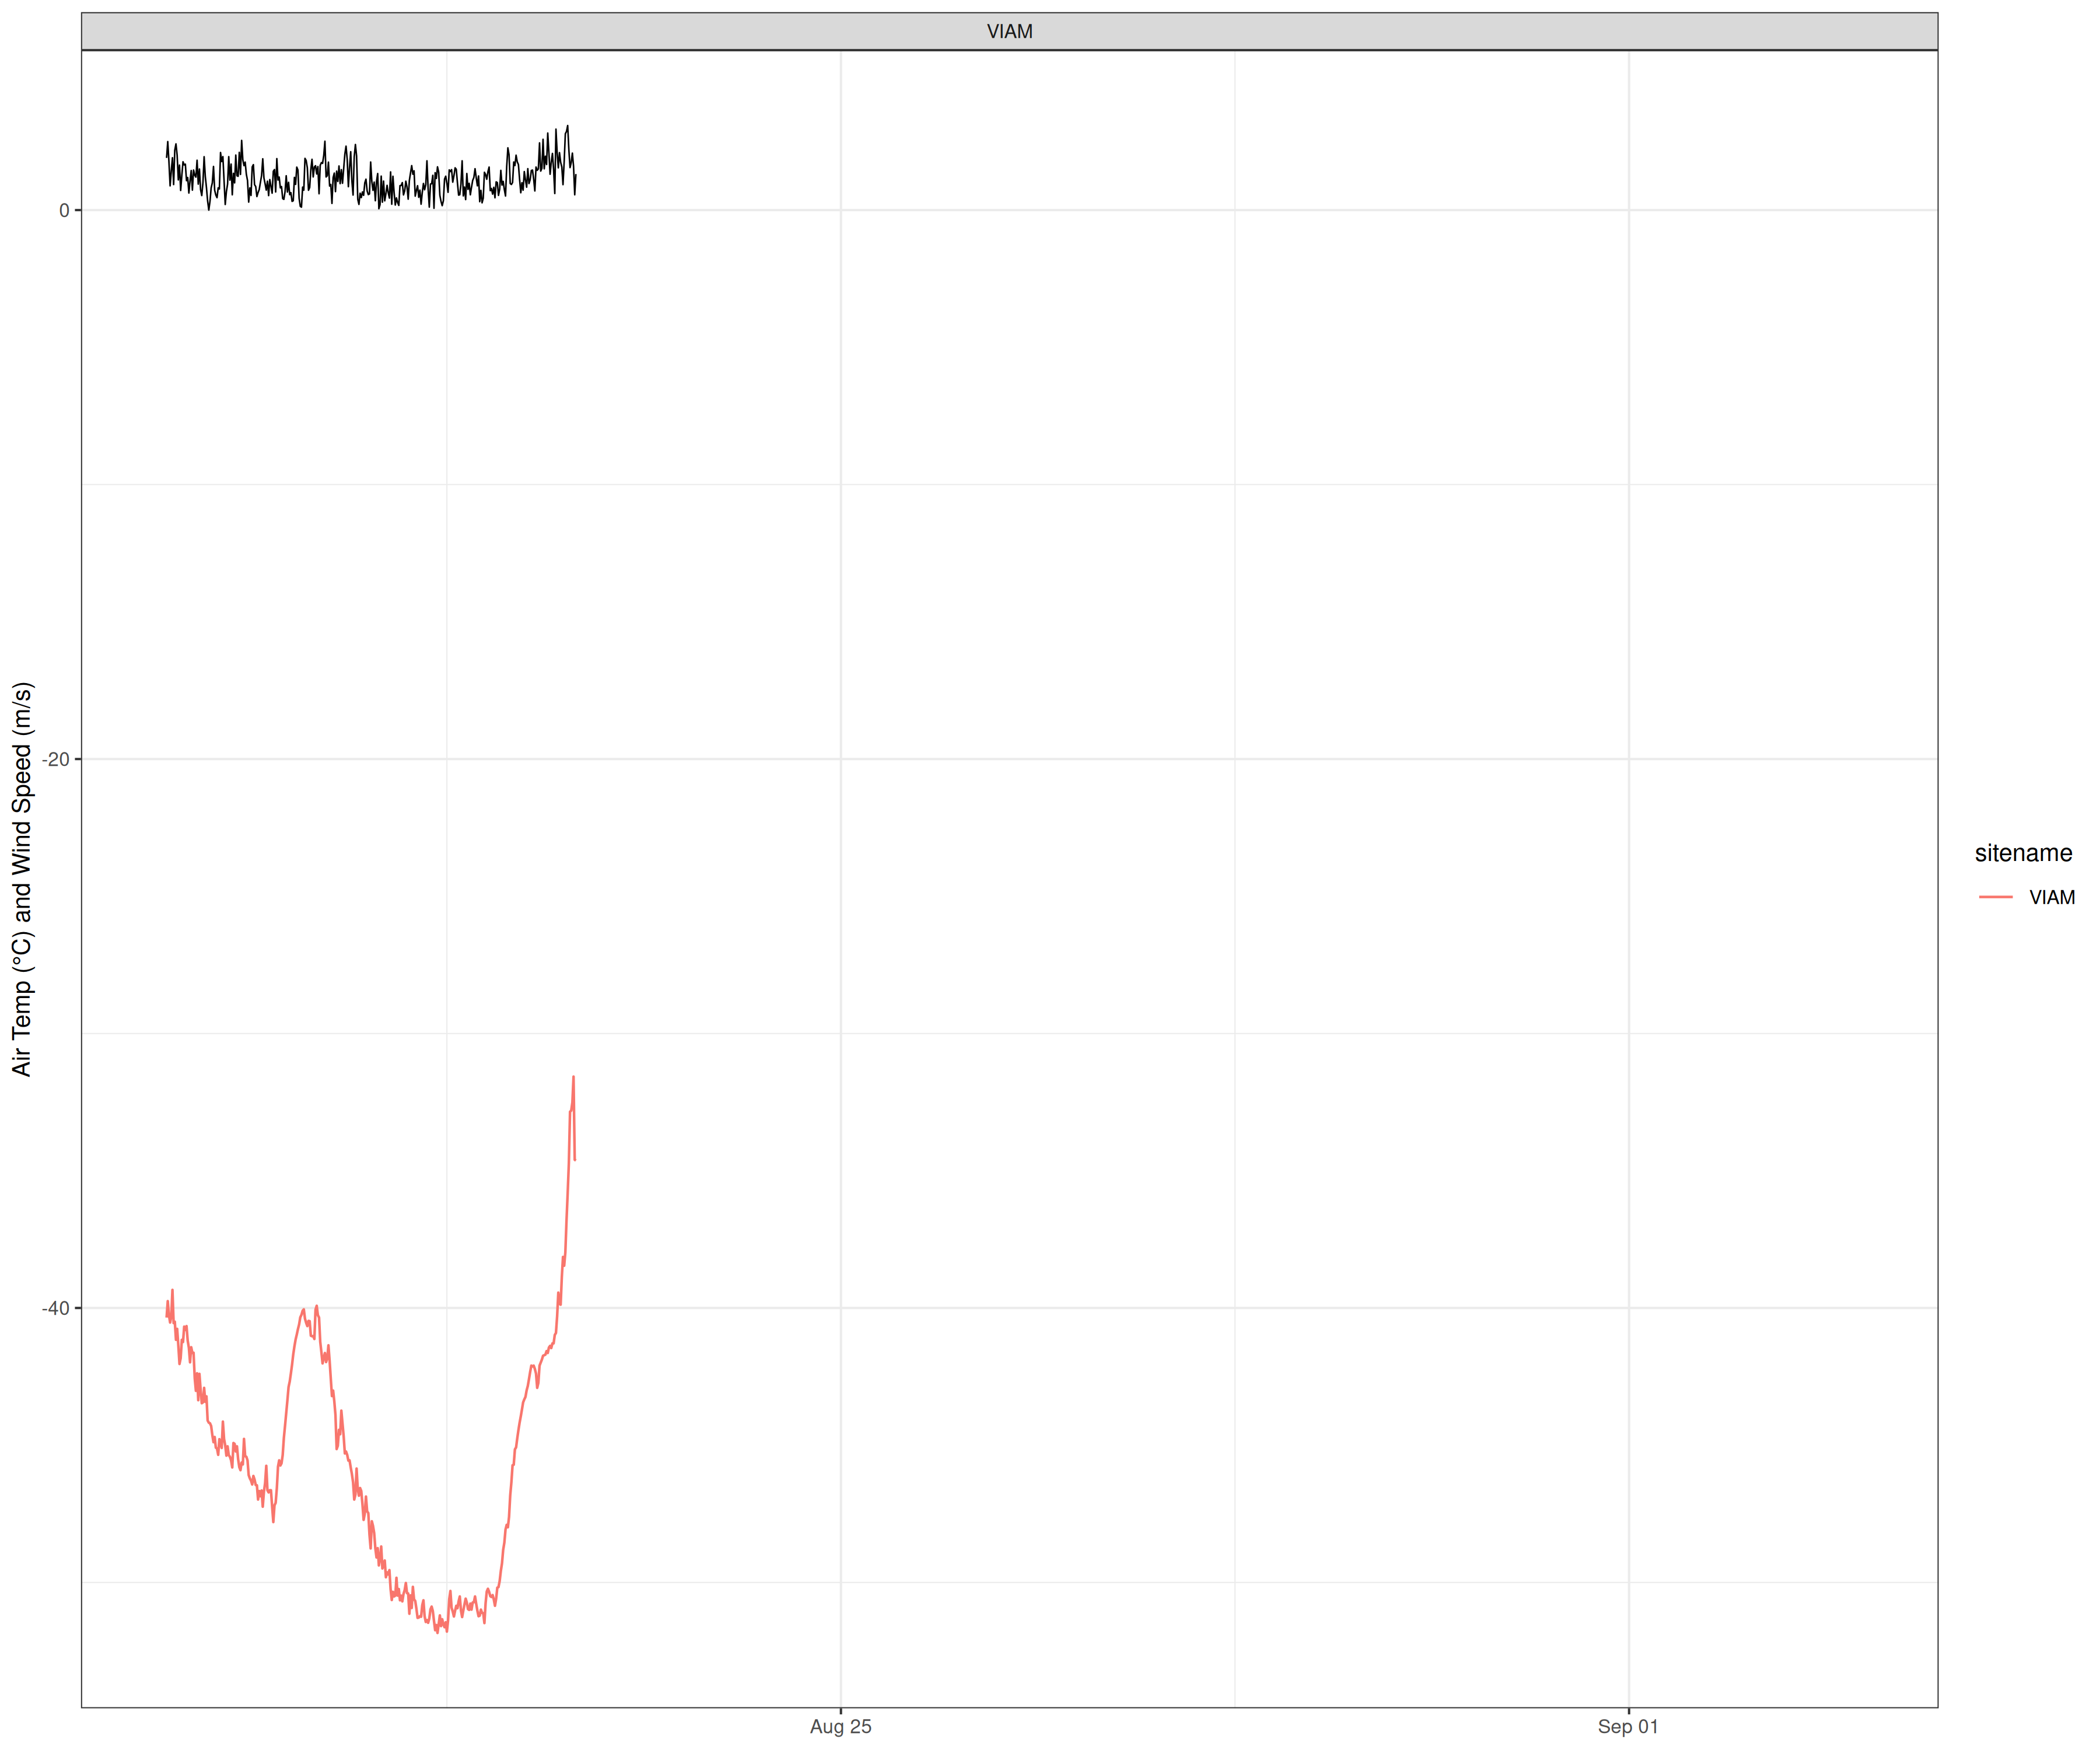 VIAM
Air Temp (°C) and Wind Speed (m/s)
0
-20
-40
Aug 25
Sep 01
sitename
VIAM